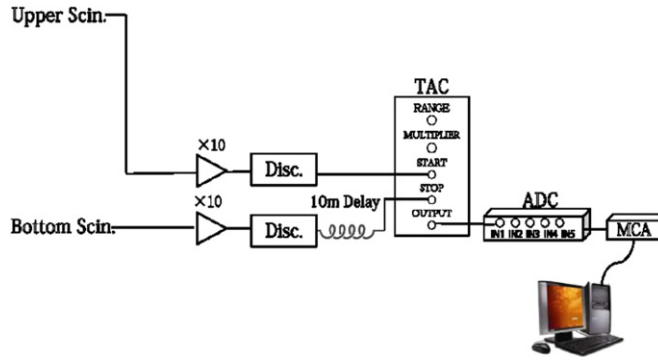 Upper Scin.
TAC
RANGE
MULTIPLIER
×10
START
Disc.
×10
STOP
10m Delay
ADC
OUTPUT
Bottom Scin.
Disc.
IN1 IN2 IN3 IN4 IN5
MCA